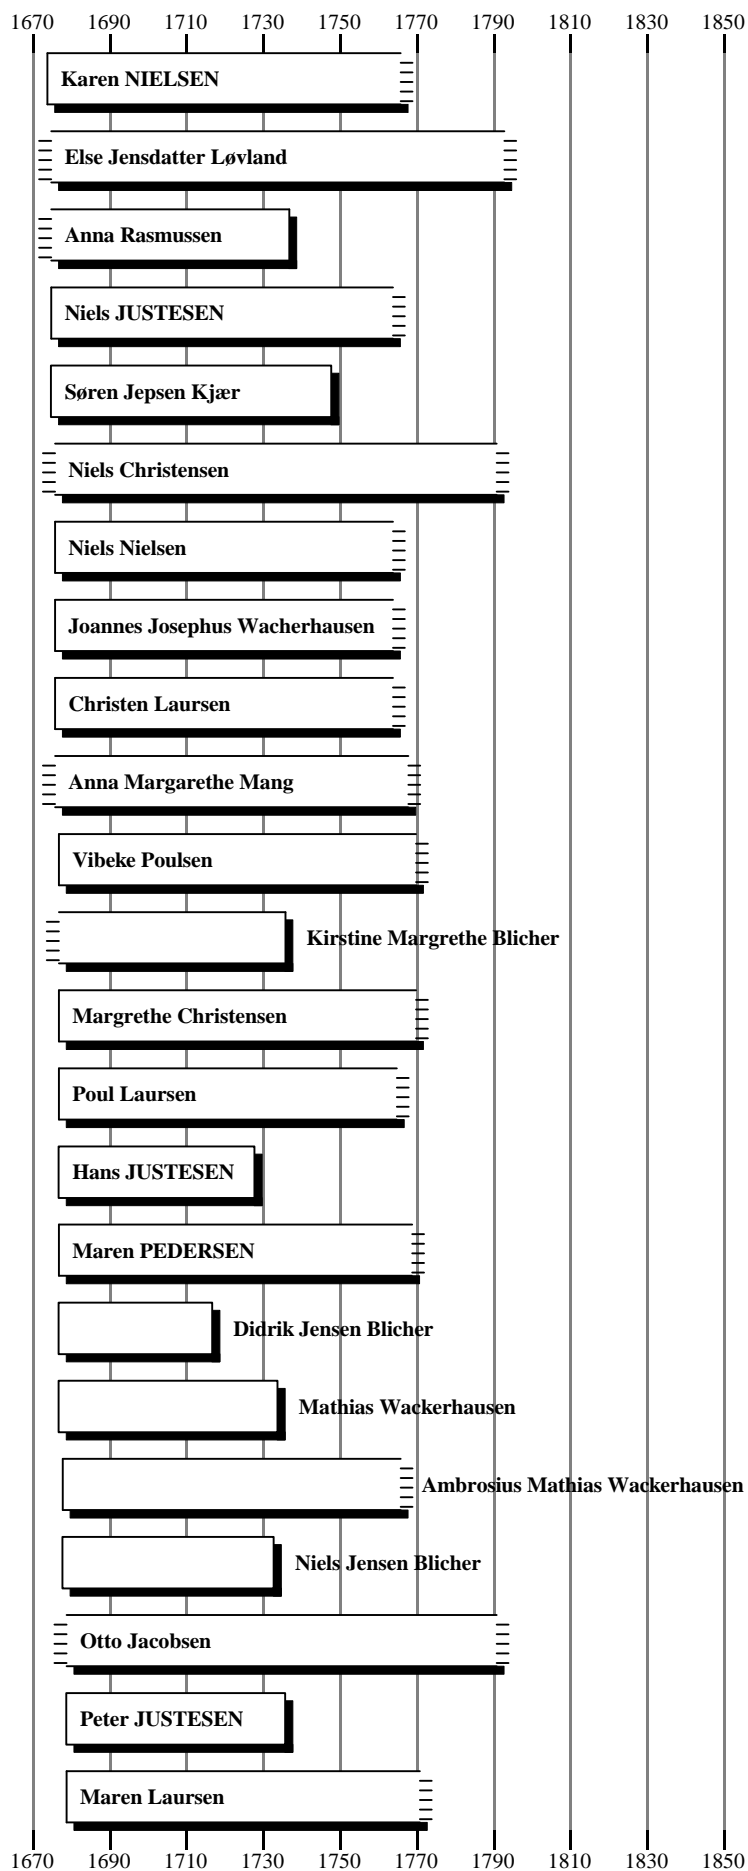 1670 1690 1710 1730 1750 1770 1790 1810 1830 1850
Karen NIELSEN
Else Jensdatter Løvland
Anna Rasmussen
Niels JUSTESEN
Søren Jepsen Kjær
Niels Christensen
Niels Nielsen
Joannes Josephus Wacherhausen
Christen Laursen
Anna Margarethe Mang
Vibeke Poulsen
Kirstine Margrethe Blicher
Margrethe Christensen
Poul Laursen
Hans JUSTESEN
Maren PEDERSEN
Didrik Jensen Blicher
Mathias Wackerhausen
Ambrosius Mathias Wackerhausen
Niels Jensen Blicher
Otto Jacobsen
Peter JUSTESEN
Maren Laursen
1670 1690 1710 1730 1750 1770 1790 1810 1830 1850